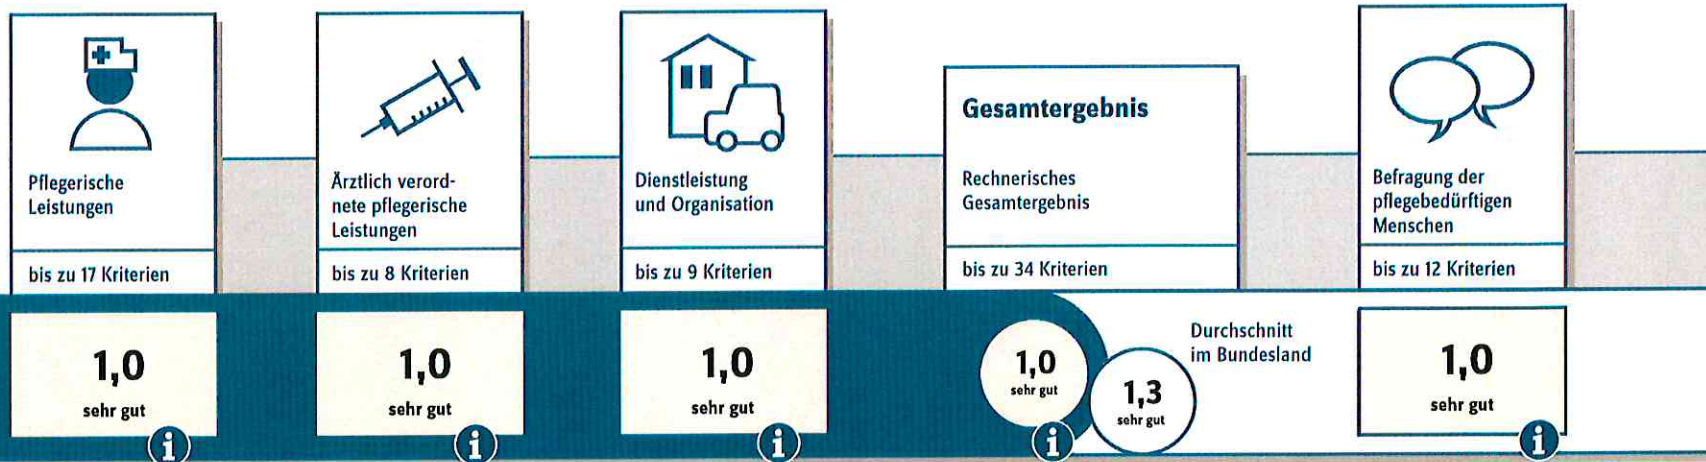 Pflegerische
Leistungen
bis zu 17 Kriterien
1,0
sehr gut
i
Ärztlich verord-
nete pflegerische
Leistungen
bis zu 8 Kriterien
1,0
sehr gut
i
Dienstleistung
und Organisation
bis zu 9 Kriterien
1,0
sehr gut
i
Gesamtergebnis
Rechnerisches
Gesamtergebnis
bis zu 34 Kriterien
1,0
sehr gut
i
1,3
sehr gut
Durchschnitt
im Bundesland
Befragung der
pflegebedürftigen
Menschen
bis zu 12 Kriterien
1,0
sehr gut
i